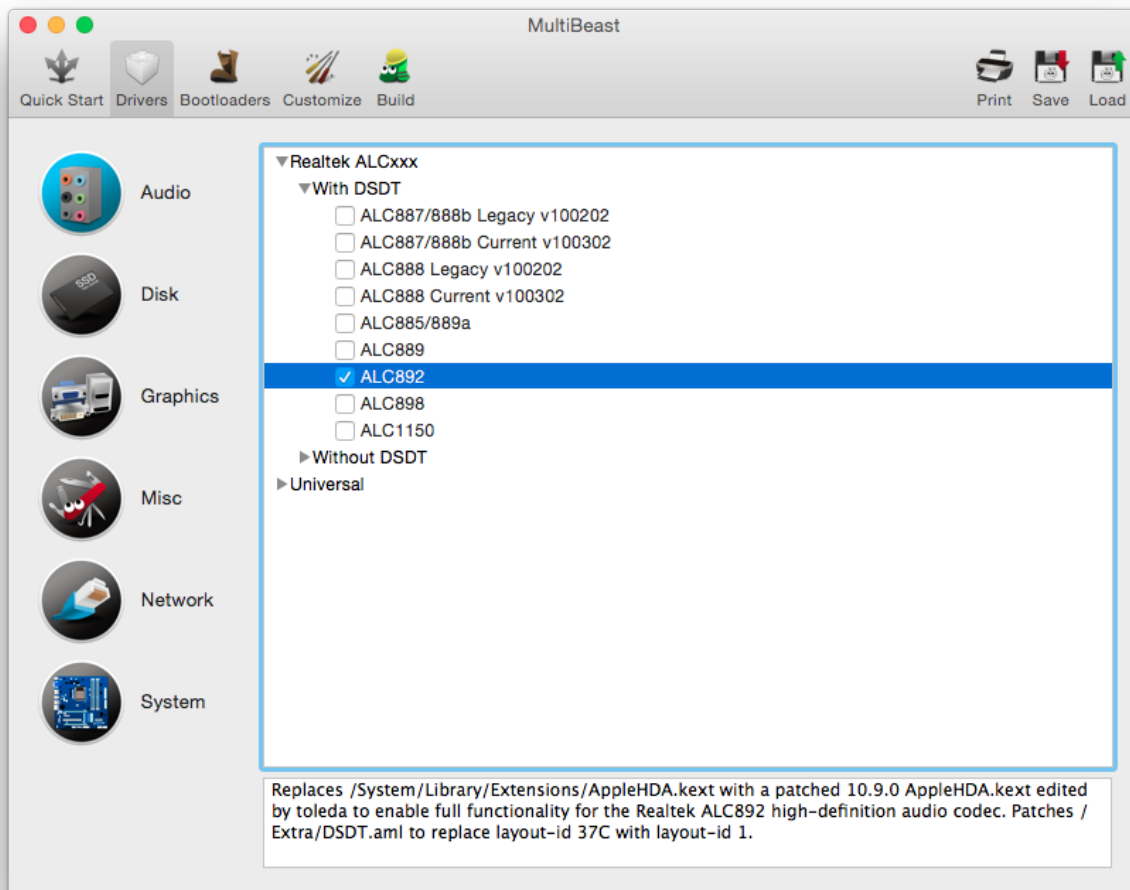 MultiBeast
Quick Start Drivers Bootloaders Customize Build Print Save Load
Audio
Disk
Graphics
Misc
Network
System
Realtek ALCxxx
With DSDT
ALC887/888b Legacy v100202
ALC887/888b Current v100302
ALC888 Legacy v100202
ALC888 Current v100302
ALC885/889a
ALC889
ALC892
ALC898
ALC1150
Without DSDT
Universal
Replaces /System/Library/Extensions/AppleHDA.kext with a patched 10.9.0 AppleHDA.kext edited
by toleda to enable full functionality for the Realtek ALC892 high-definition audio codec. Patches /
Extra/DSDT.aml to replace layout-id 37C with layout-id 1.
SSD